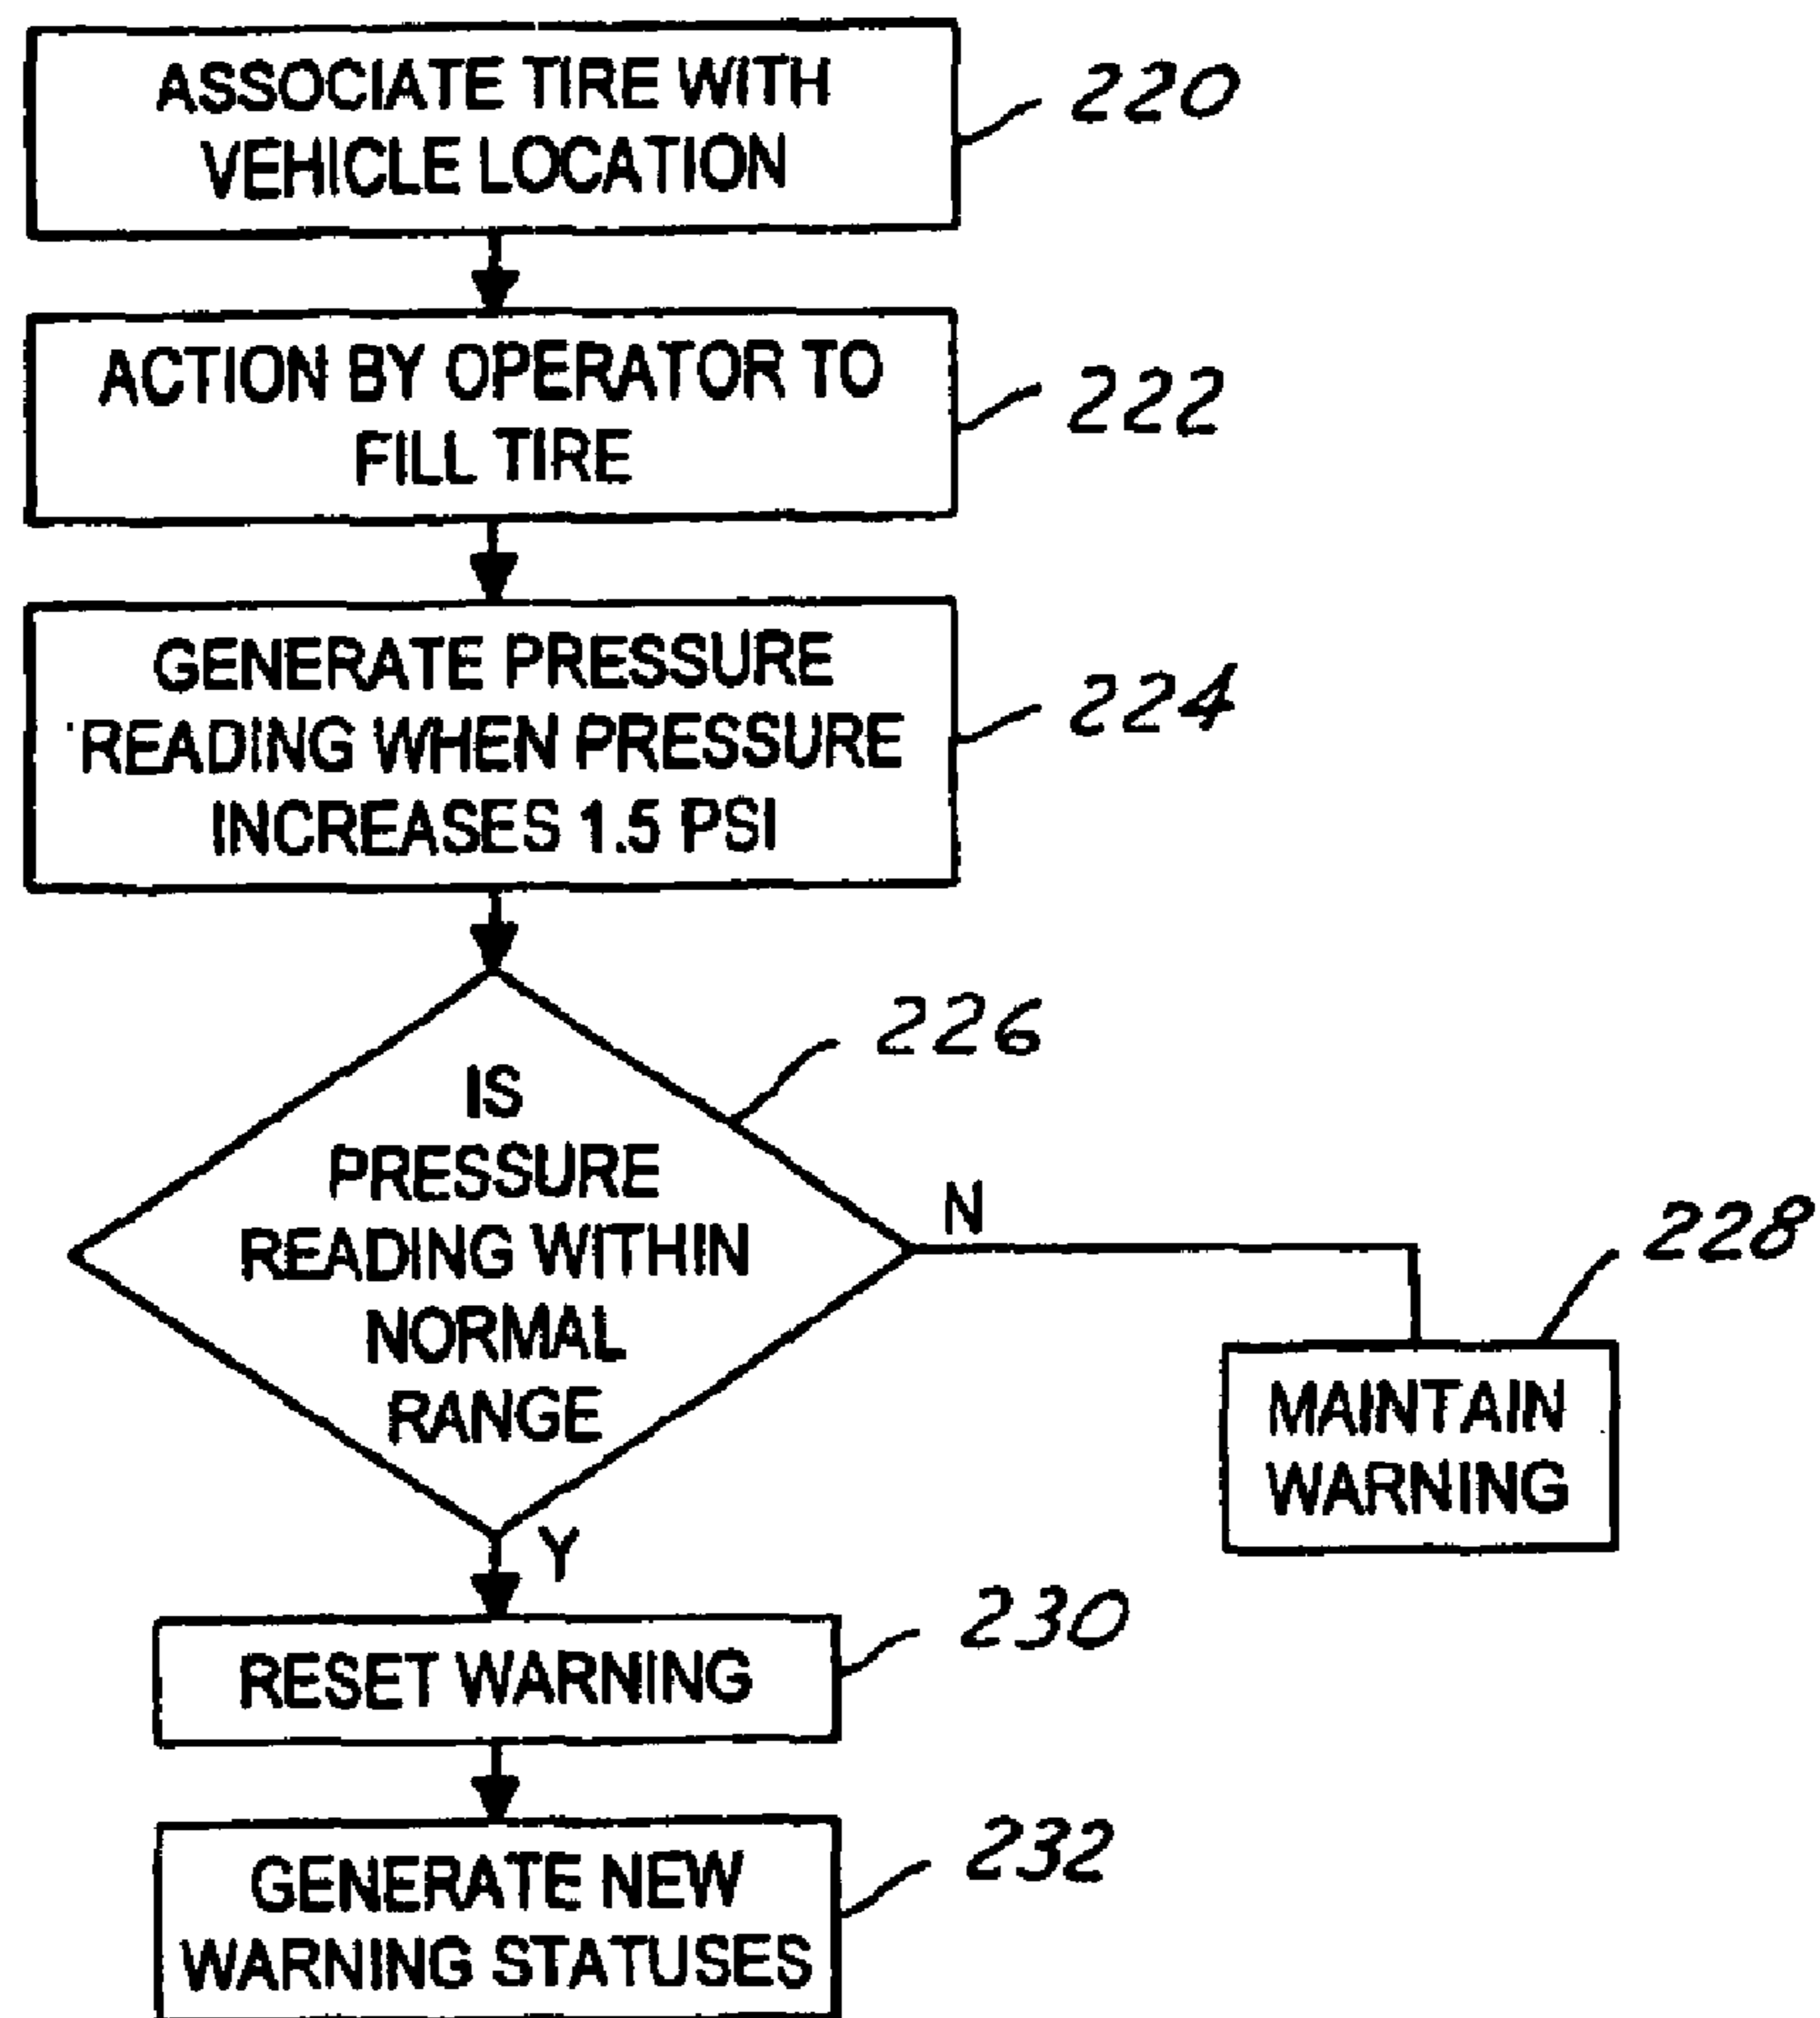 ASSOCIATE TIRE WITH
VEHICLE LOCATION
220
ACTION BY OPERATOR TO
FILL TIRE
222
GENERATE PRESSURE
READING WHEN PRESSURE
INCREASES 1.5 PSI
224
226
IS
PRESSURE
READING WITHIN
NORMAL
RANGE
N
228
MAINTAIN
WARNING
Y
230
RESET WARNING
232
GENERATE NEW
WARNING STATUSES